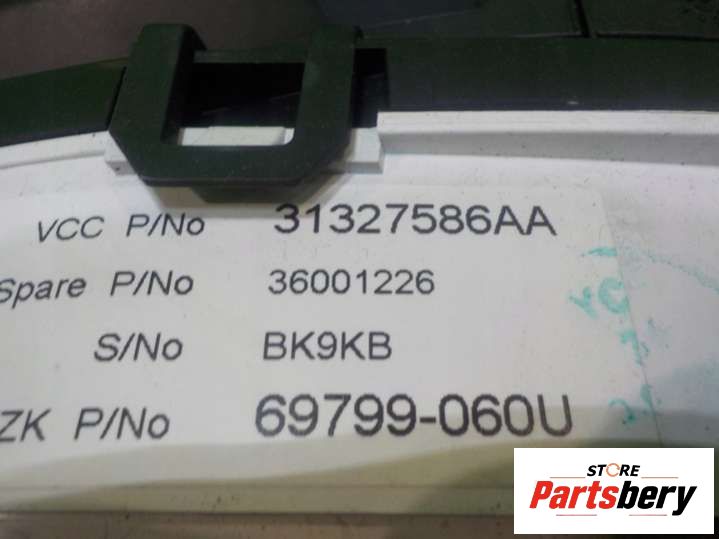 VCC P/No 31327586AA
Spare P/No 36001226
S/No BK9KB
ZK P/No 69799-060U
STORE
Partsbery